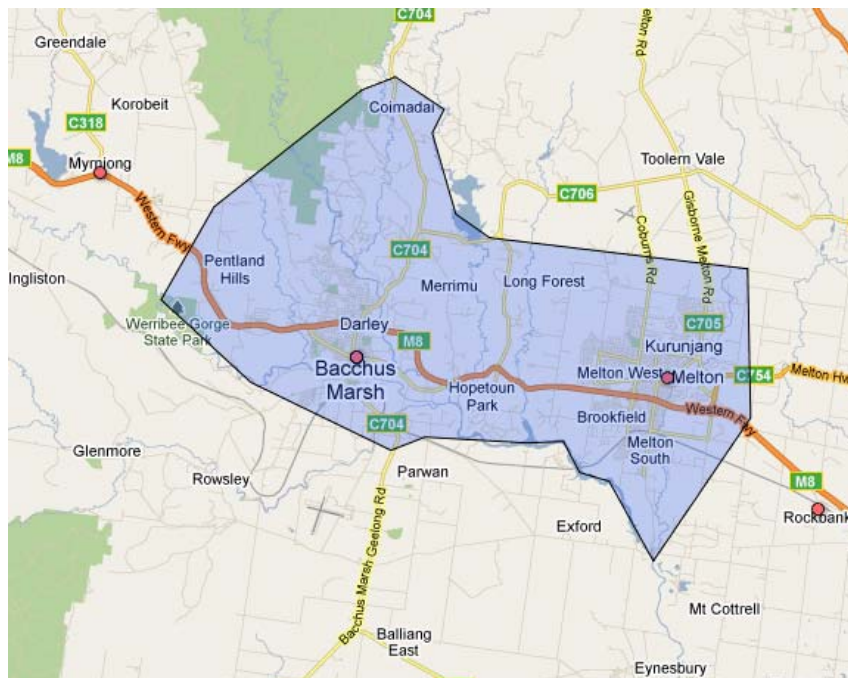 C704
Melton Rd
Greendale
Coimadai
Korobeit
C318
M8
Myrniong
Toolern Vale
C706
Western Fwy
Gisborne Melton Rd
Coburns Rd
C704
Pentland
Hills
Ingliston
Merrimu
Long Forest
Werribee Gorge
State Park
Darley
C705
M8
Kurunjang
Bacchus
Marsh
Hopetoun
Park
Melton West
Melton
C754
Melton Hw
Brookfield
Western Fwy
C704
Melton
South
Glenmore
Rowsley
Parwan
M8
Rockbank
Exford
Bacchus Marsh Geelong Rd
Mt Cottrell
Balliang
East
Eynesbury